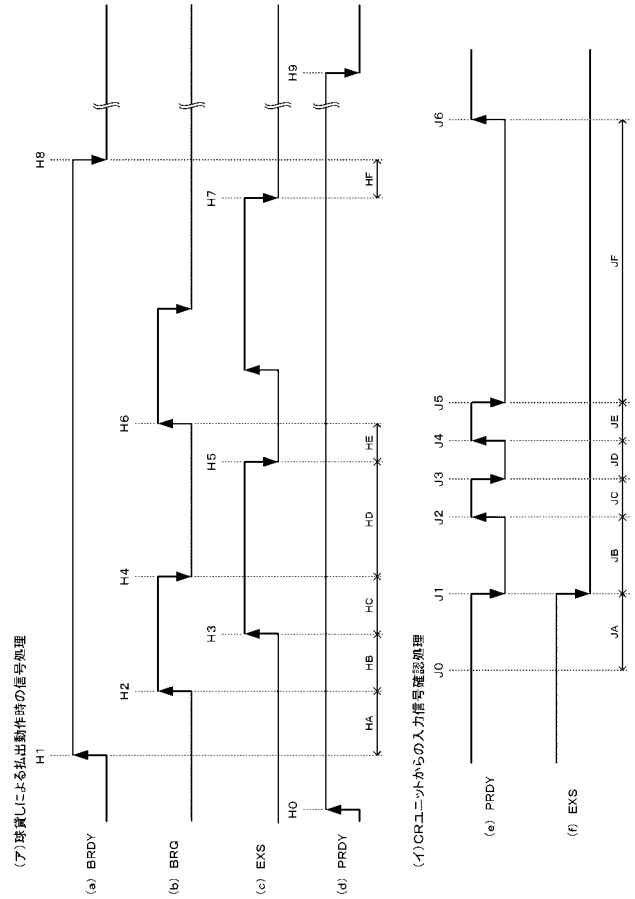 (ア)球貸しによる払出動作時の信号処理
H1
H8
(a) BRDY
H2
H4
H6
(b) BRQ
H3
H5
H7
(c) EXS
H0
H9
(d) PRDY
HA
HB
HC
HD
HE
HF
(イ)CRユニットからの入力信号確認処理
J0
J1
J2
J3
J4
J5
J6
(e) PRDY
(f) EXS
JA
JB
JC
JD
JE
JF